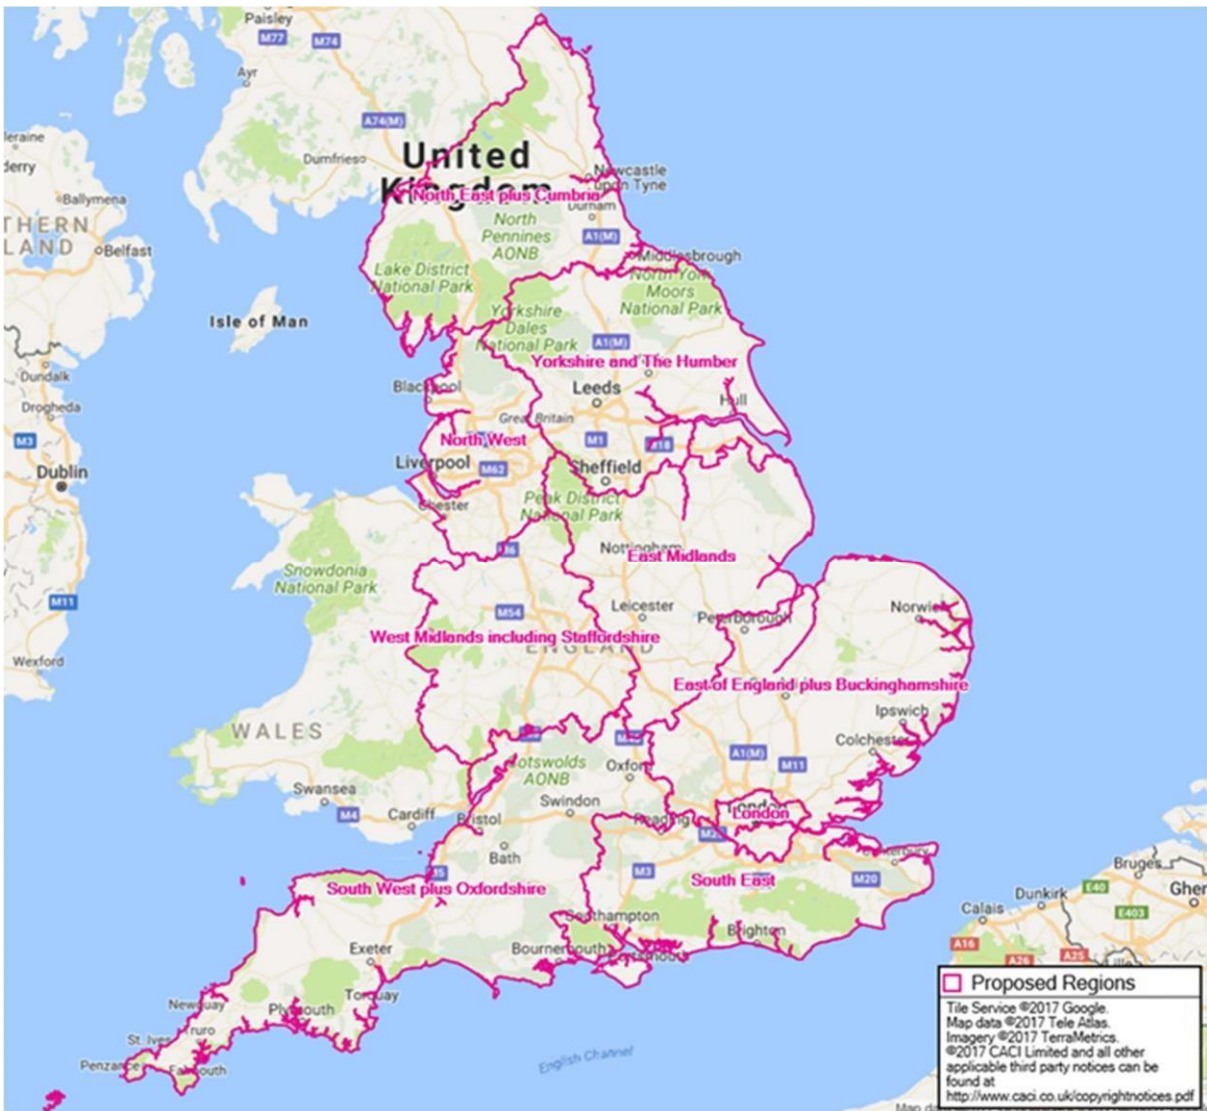 Paisley
M77
M74
Ayr
A74(M)
United
Kingdom
Dumfries
Newcastle
upon Tyne
North East plus Cumbria
Durham
Ballymena
Belfast
North
Pennines
AONB
A1(M)
Middlesbrough
Lake District
National Park
North York
Moors
National Park
Isle of Man
Yorkshire
Dales
National Park
A1(M)
Yorkshire and The Humber
Dundalk
Blackpool
Leeds
Drogheda
Hull
Great Britain
M3
North West
M1
M18
Dublin
Liverpool
M62
Sheffield
Chester
Peak District
National Park
M6
Nottingham
East Midlands
Snowdonia
National Park
M11
M54
Leicester
Peterborough
Norwich
West Midlands including Staffordshire
ENGLAND
Wexford
East of England plus Buckinghamshire
Ipswich
WALES
Colchester
A1(M)
M11
Cotswolds
AONB
Oxford
Swansea
Swindon
London
London
M4
Cardiff
Bristol
Reading
M25
Bath
Canterbury
M5
M3
South East
M20
South West plus Oxfordshire
Bruges
Dunkirk
E40
Calais
E403
Southampton
Brighton
Exeter
Bournemouth
Portsmouth
A16
A25
A26
Torquay
Plymouth
Newquay
Truro
St. Ives
Penzance
Falmouth
English Channel
Proposed Regions
Tile Service ©2017 Google.
Map data ©2017 Tele Atlas.
Imagery ©2017 TerraMetrics.
©2017 CACI Limited and all other
applicable third party notices can be
found at
http://www.caci.co.uk/copyrightnotices.pdf